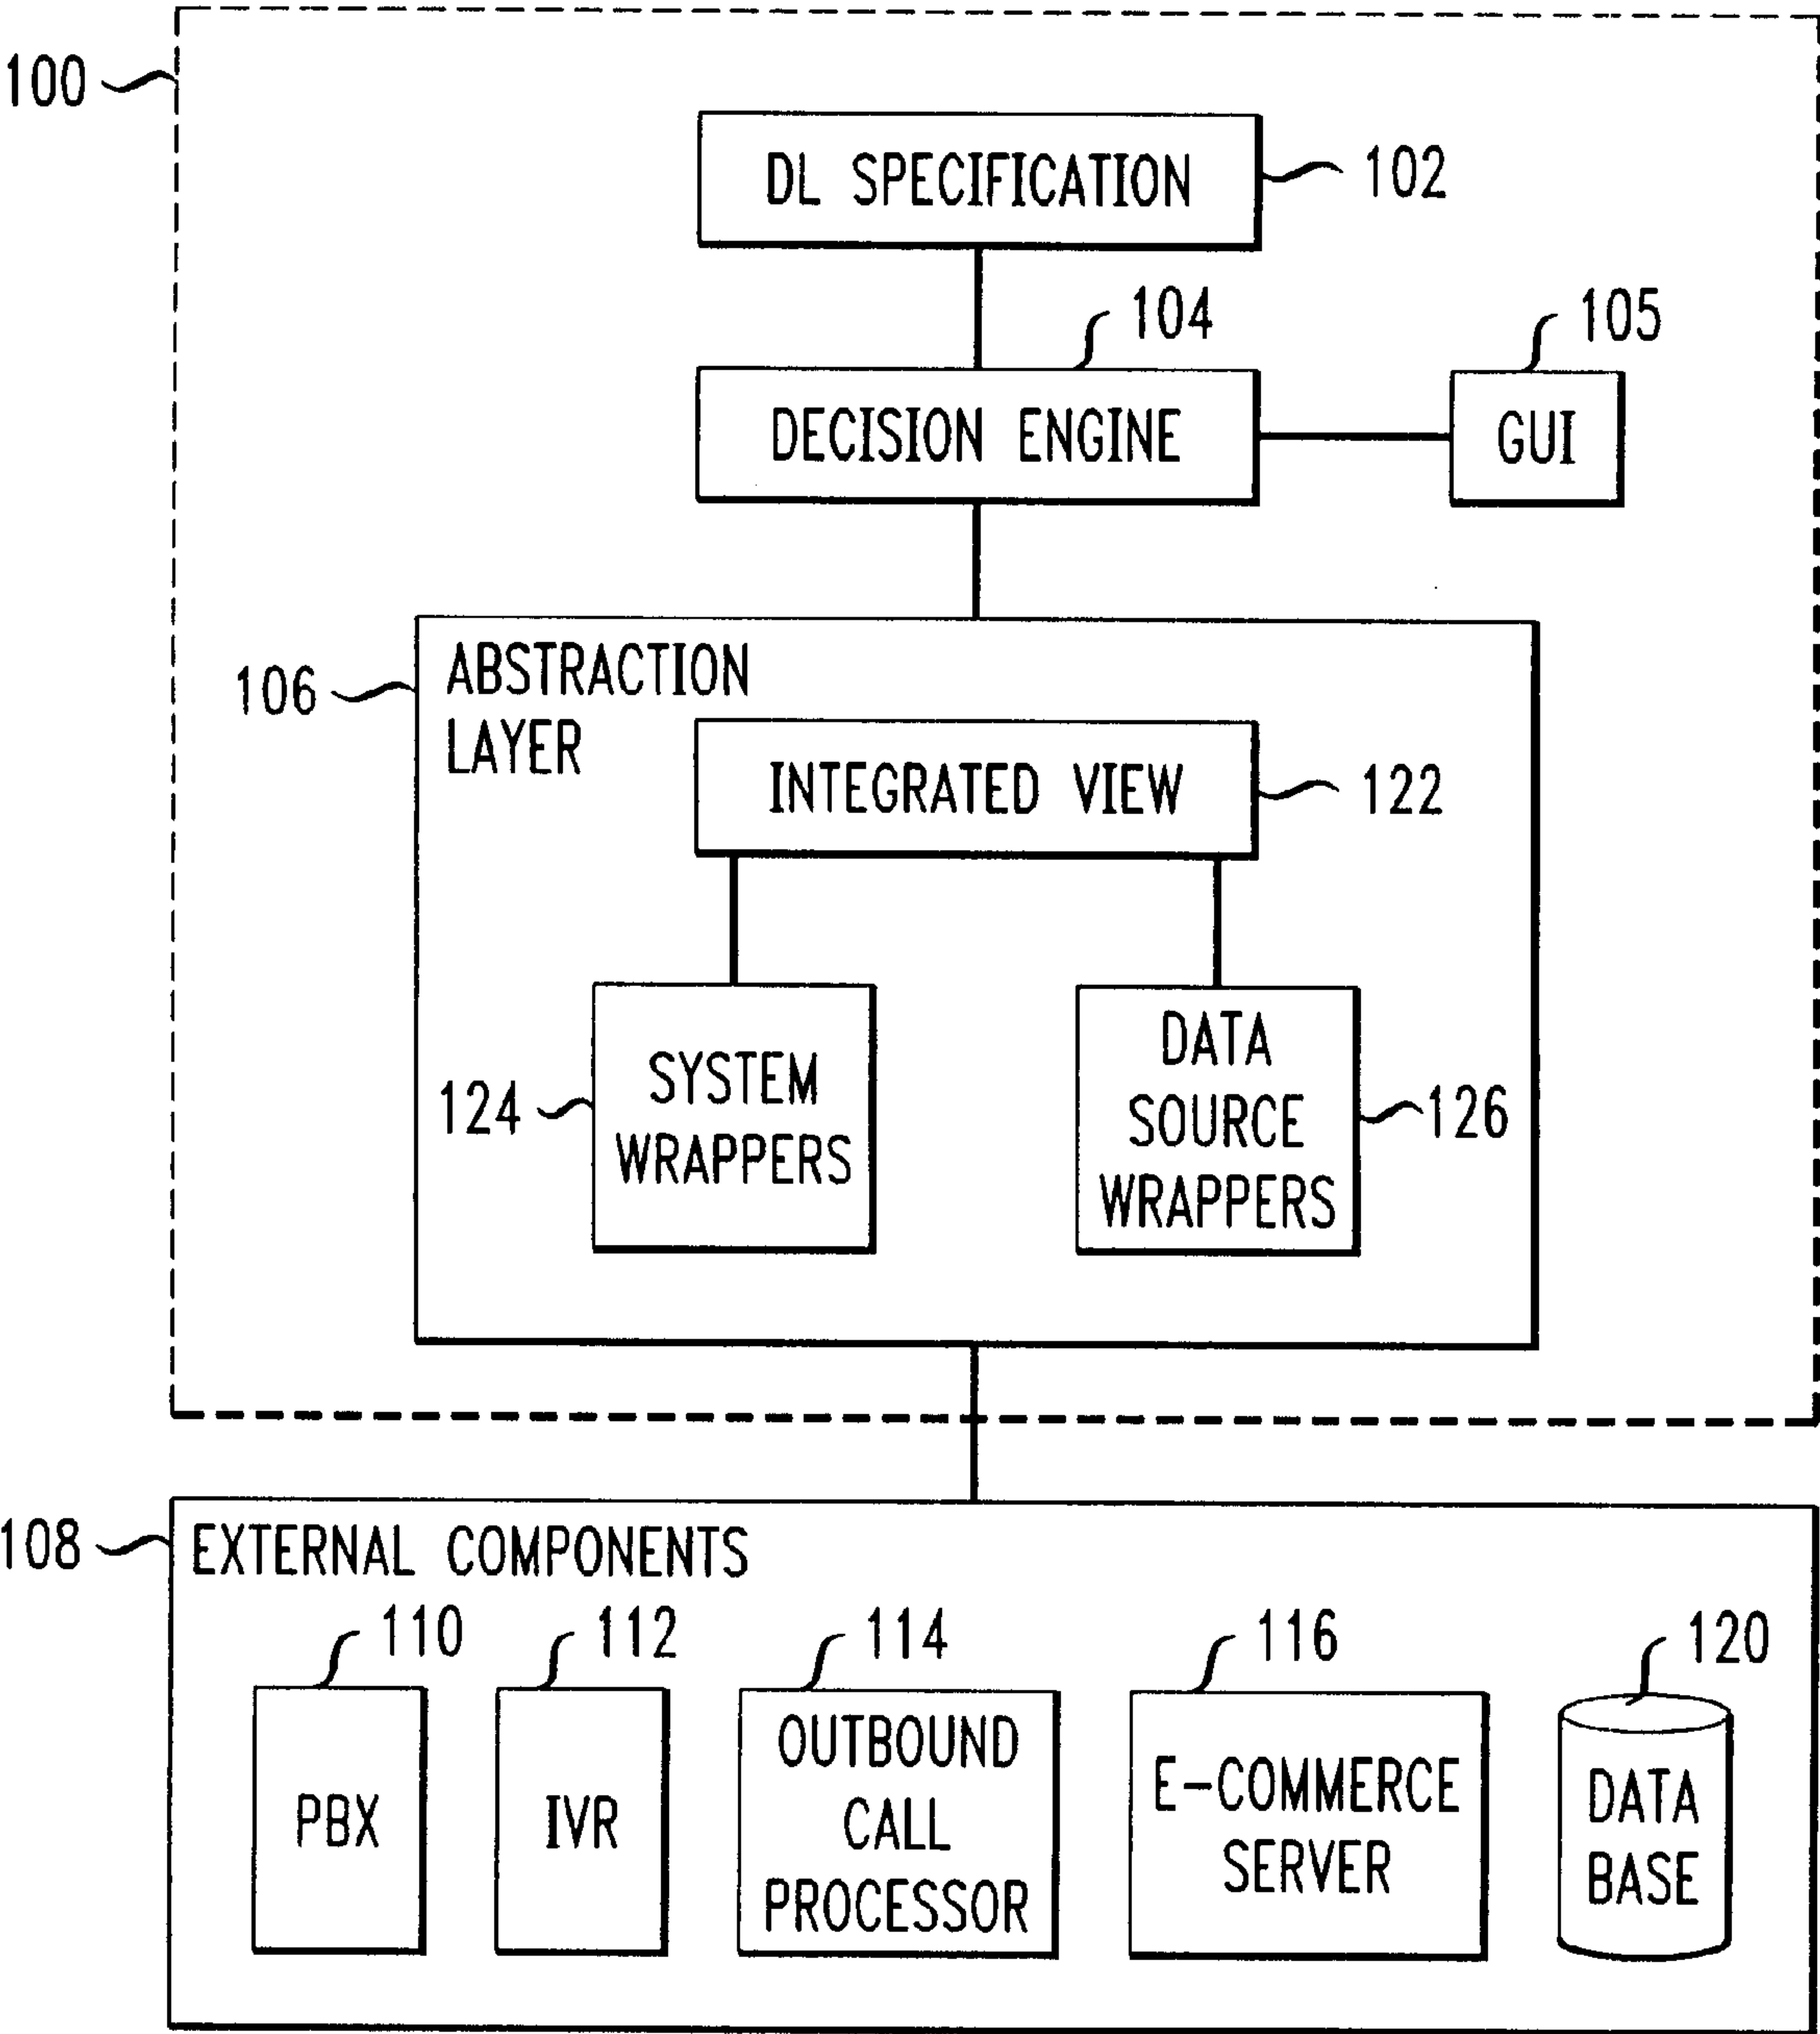 100
DL SPECIFICATION
102
104
105
DECISION ENGINE
GUI
106
ABSTRACTION
LAYER
INTEGRATED VIEW
122
124
SYSTEM
WRAPPERS
DATA
SOURCE
WRAPPERS
126
108
EXTERNAL COMPONENTS
110
112
114
116
120
PBX
IVR
OUTBOUND
CALL
PROCESSOR
E-COMMERCE
SERVER
DATA
BASE